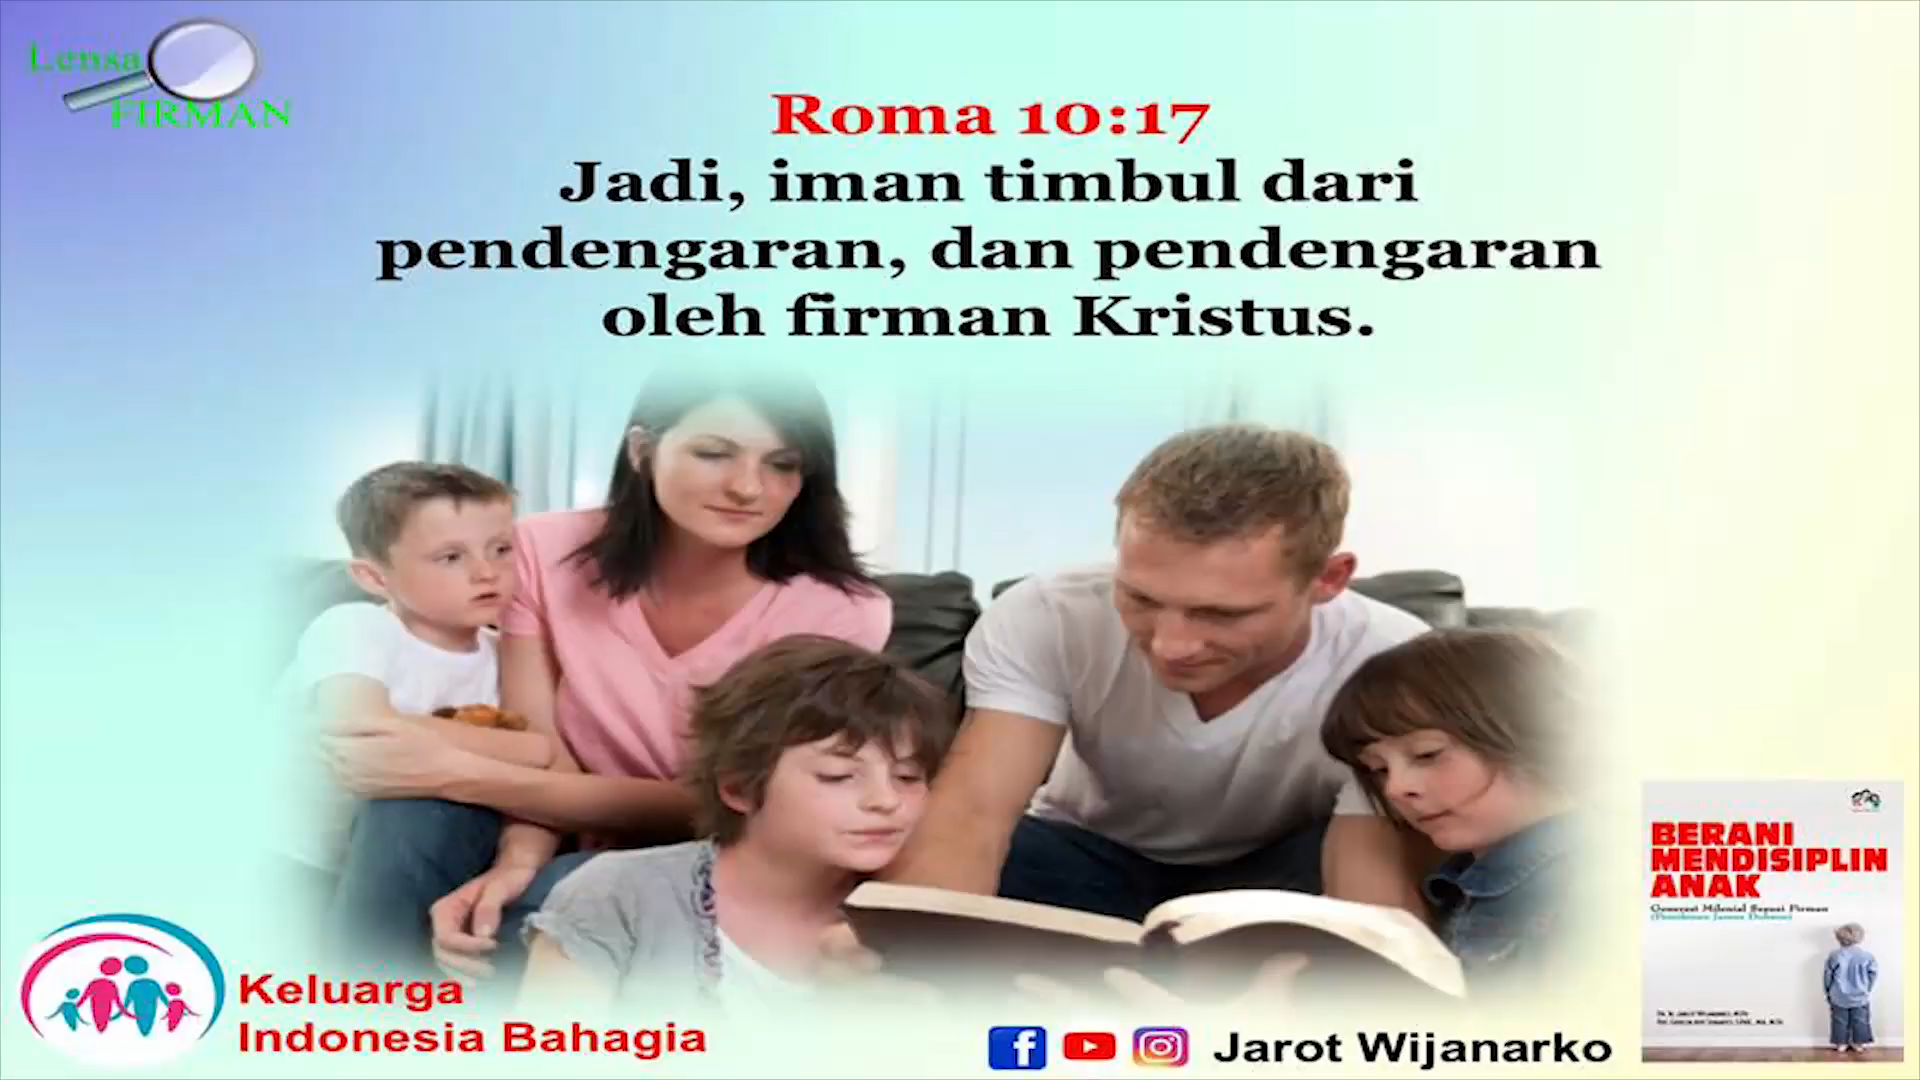 Lensa
FIRMAN
Roma 10:17
Jadi, iman timbul dari
pendengaran, dan pendengaran
oleh firman Kristus.
BERANI
MENDISIPLIN
ANAK
Keluarga
Indonesia Bahagia
Jarot Wijanarko